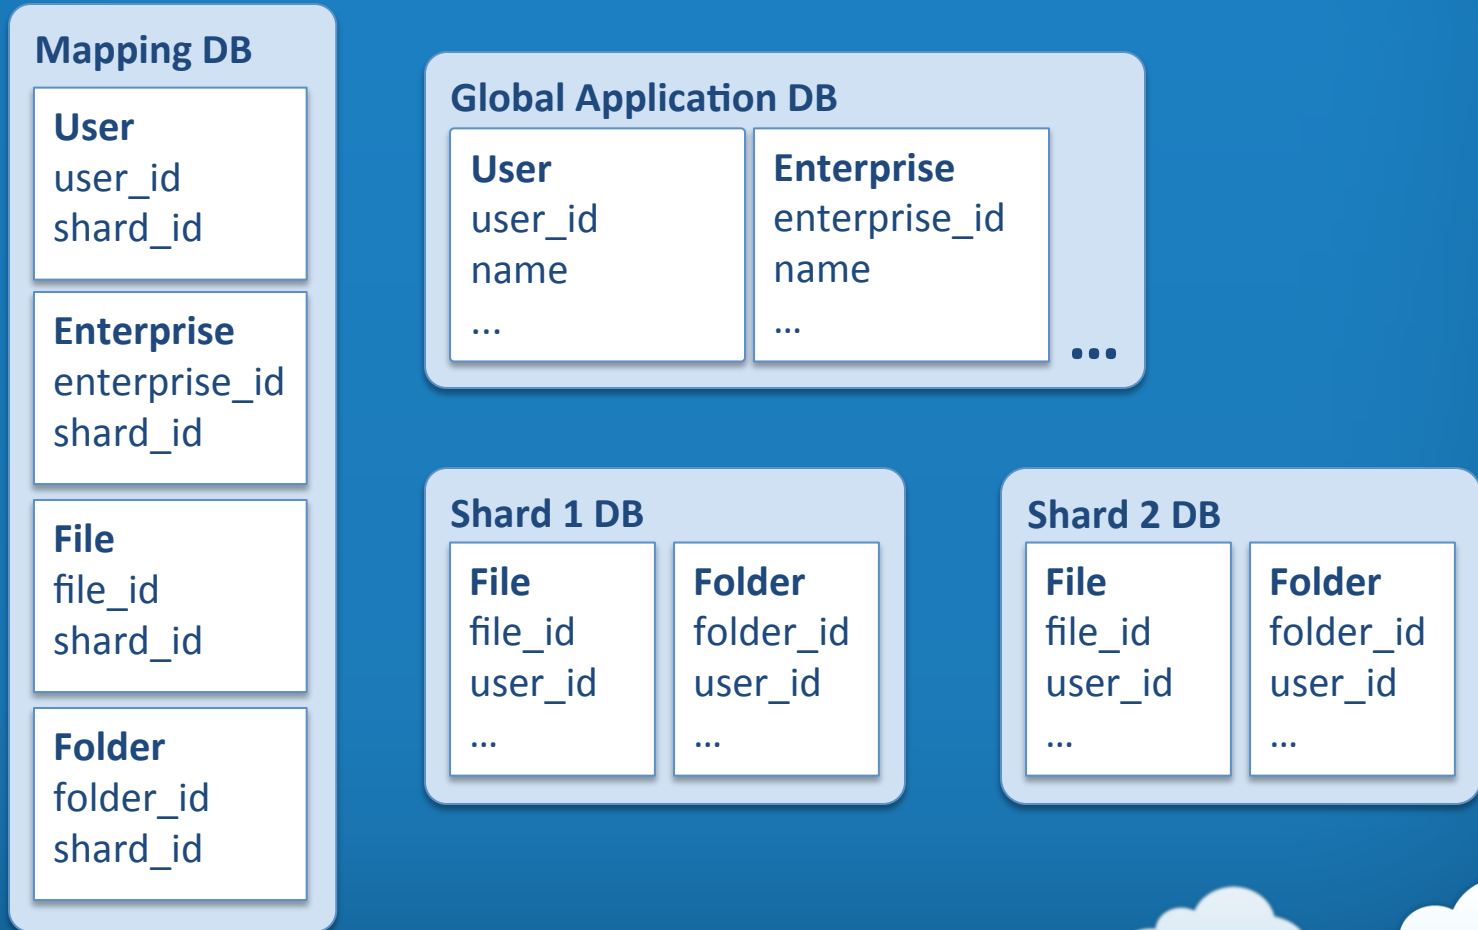 Mapping DB
User
user_id
shard_id
Enterprise
enterprise_id
shard_id
File
file_id
shard_id
Folder
folder_id
shard_id
Global Application DB
User
user_id
name
...
Enterprise
enterprise_id
name
...
...
Shard 1 DB
File
file_id
user_id
...
Folder
folder_id
user_id
...
Shard 2 DB
File
file_id
user_id
...
Folder
folder_id
user_id
...